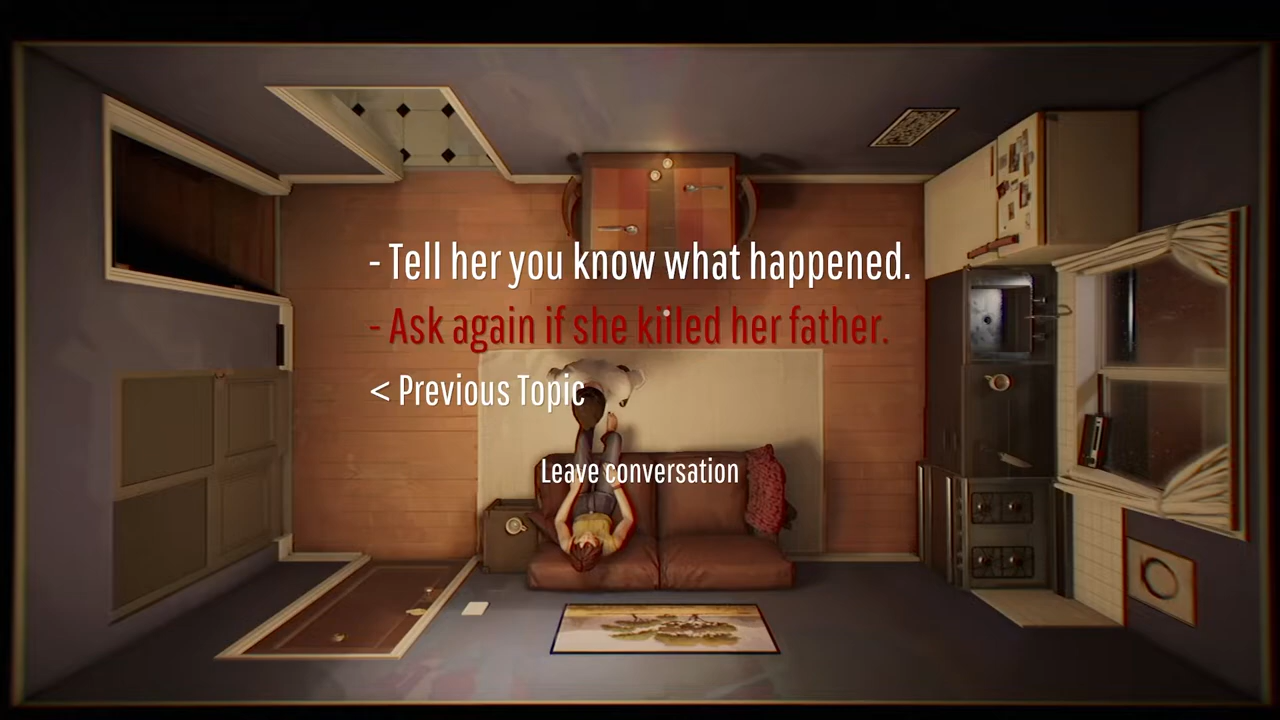 - Tell her you know what happened.
- Ask again if she killed her father.
< Previous Topic
Leave conversation